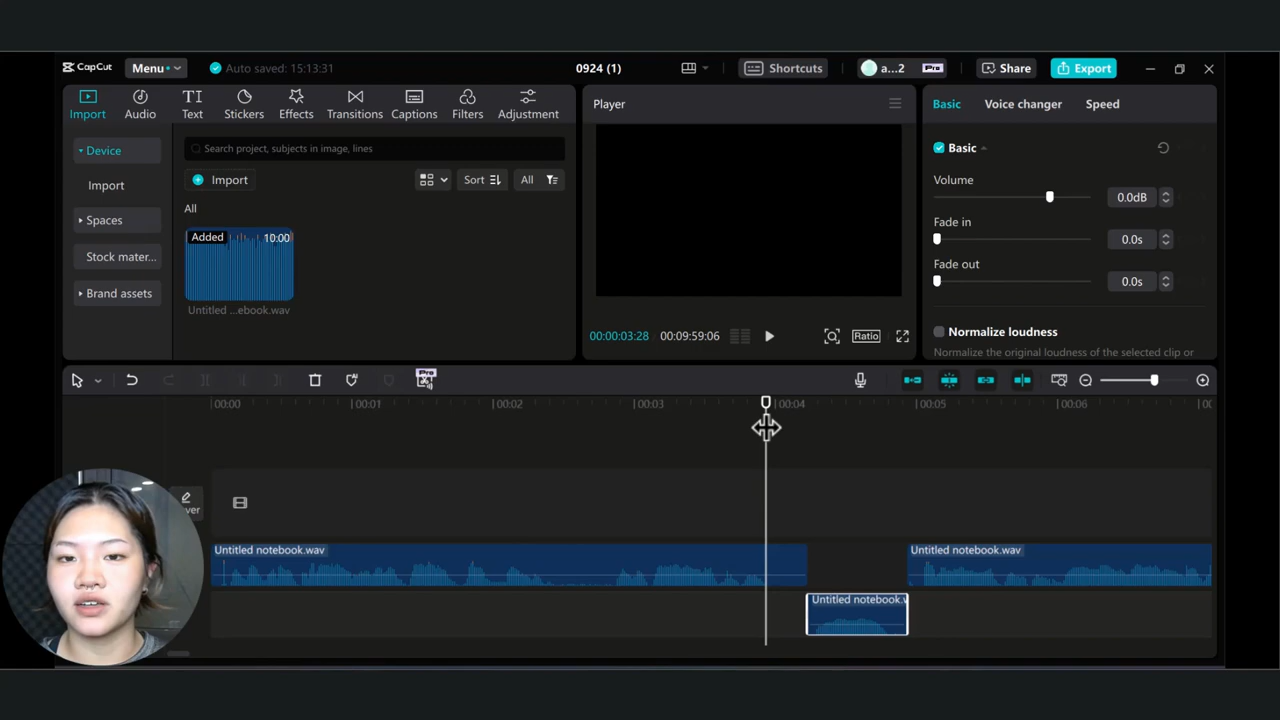 CapCut
Menu
Auto saved: 15:13:31
0924 (1)
Shortcuts
a...2
Pro
Share
Export
Import
Audio
Text
Stickers
Effects
Transitions
Captions
Filters
Adjustment
Device
Import
Spaces
Stock mater...
Brand assets
Search project, subjects in image, lines
Import
Sort
All
All
Added
10:00
Untitled ...ebook.wav
Player
00:00:03:28
00:09:59:06
Ratio
Basic
Voice changer
Speed
Basic
Volume
0.0dB
Fade in
0.0s
Fade out
0.0s
Normalize loudness
Normalize the original loudness of the selected clip or
Pro
00:00
00:01
00:02
00:03
00:04
00:05
00:06
Untitled notebook.wav
Untitled notebook.wav
Untitled notebook.w